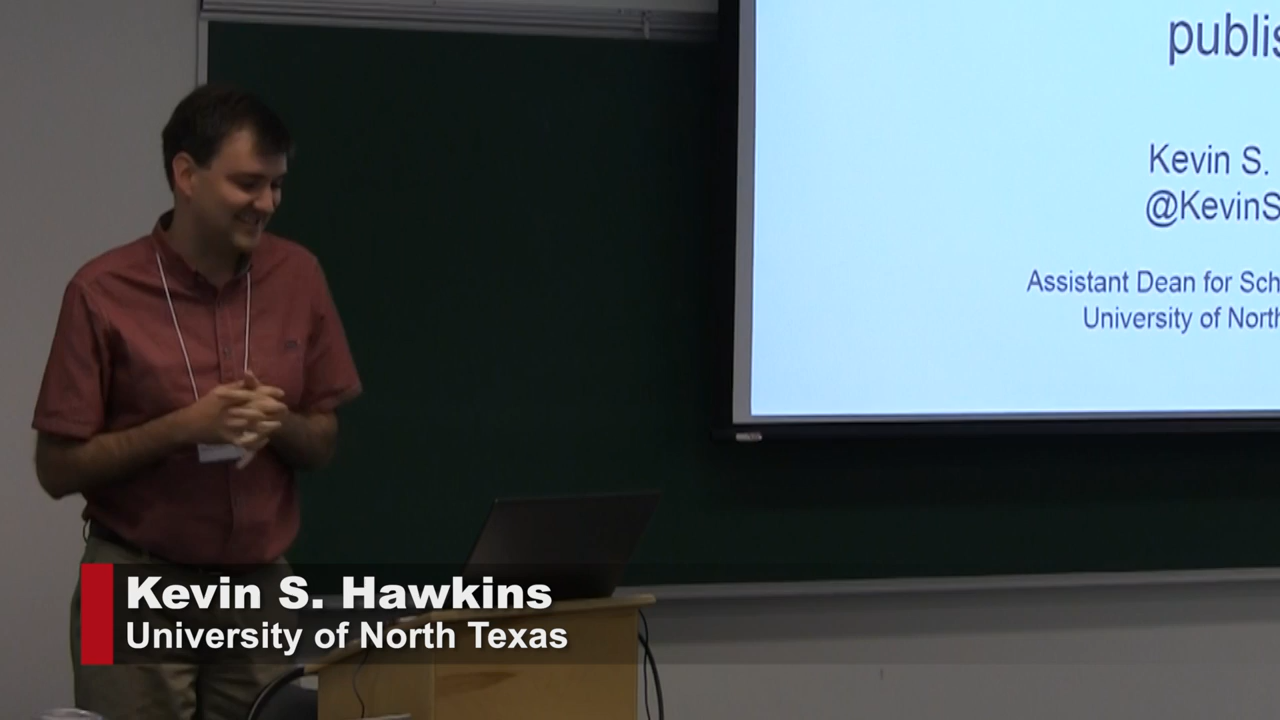 publis
Kevin S.
@KevinS
Assistant Dean for Sch
University of North
Kevin S. Hawkins
University of North Texas